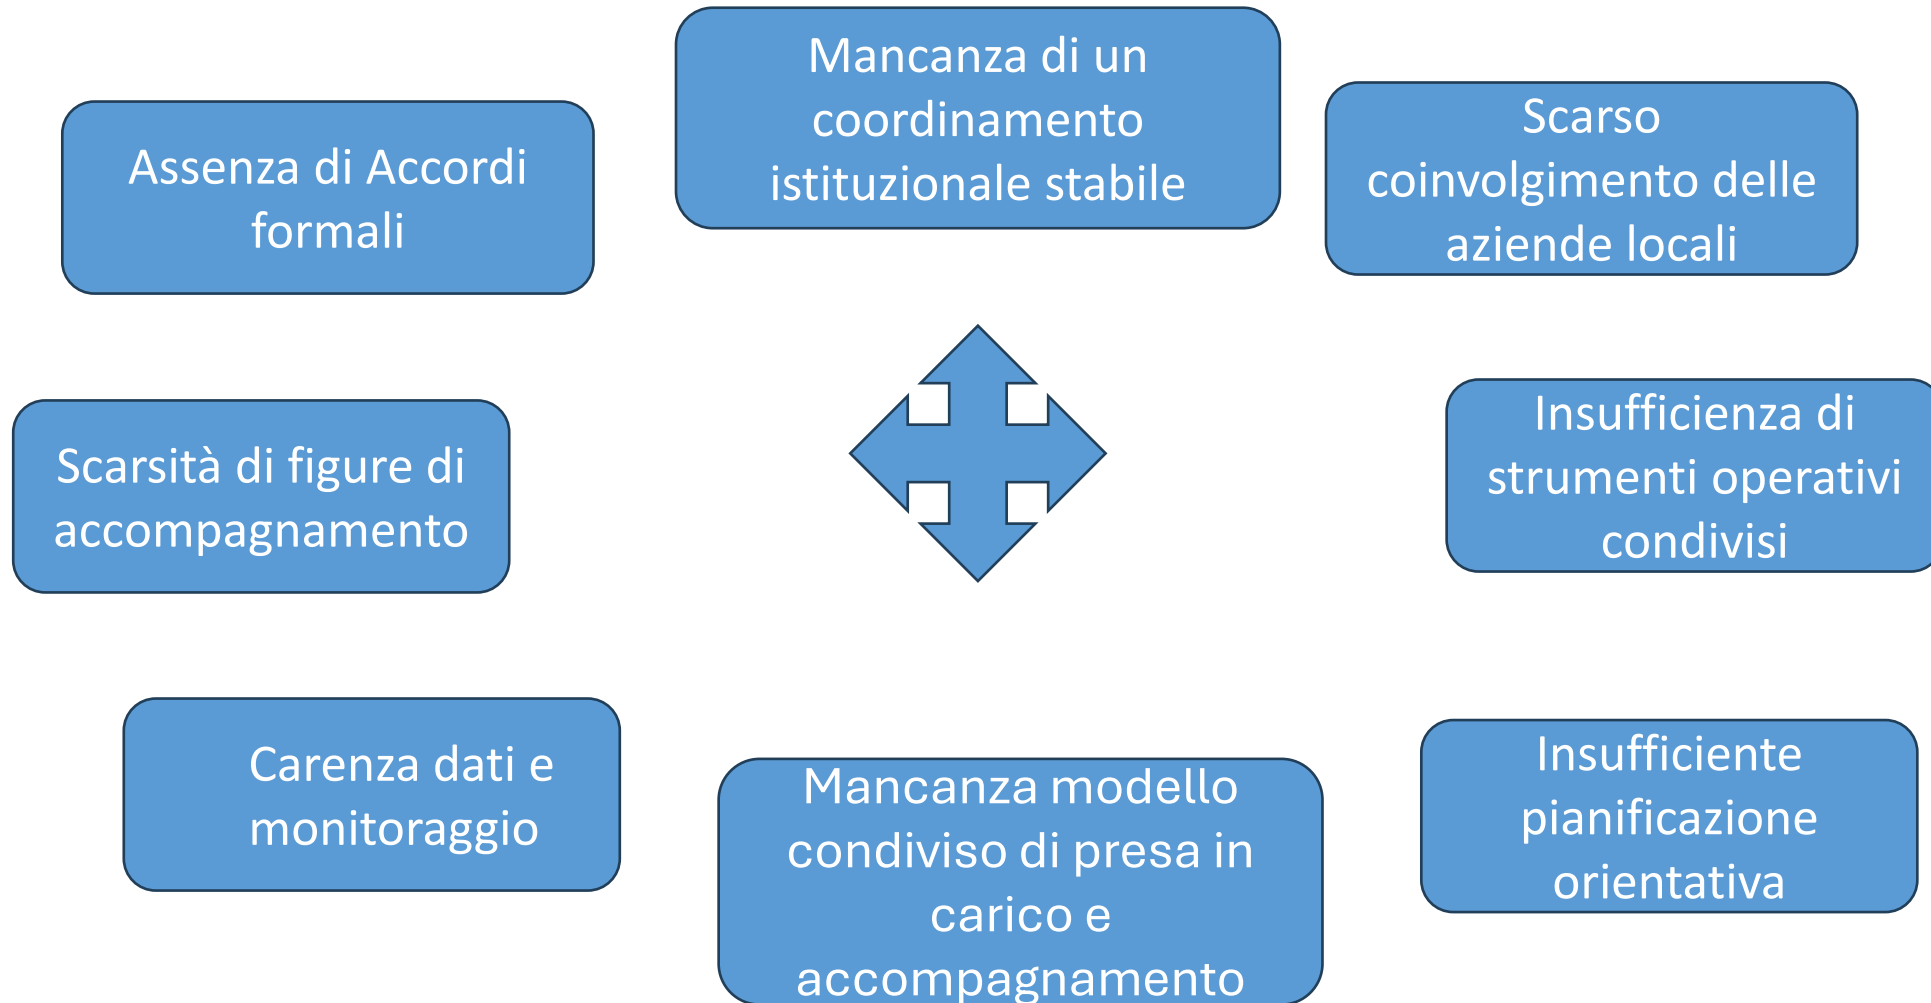 Mancanza di un
coordinamento
istituzionale stabile
Assenza di Accordi
formali
Scarso
coinvolgimento delle
aziende locali
Scarsità di figure di
accompagnamento
Insufficienza di
strumenti operativi
condivisi
Carenza dati e
monitoraggio
Mancanza modello
condiviso di presa in
carico e
accompagnamento
Insufficiente
pianificazione
orientativa